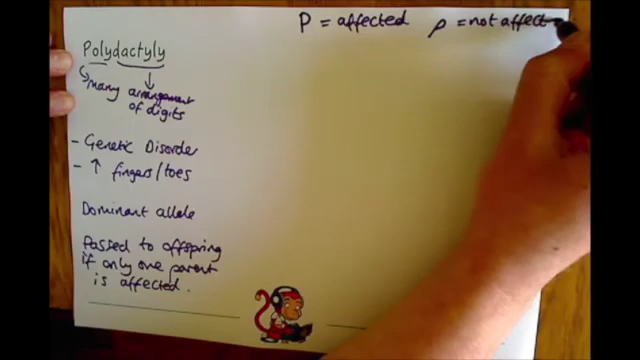 P = affected p = not affect
Polydactyly
Many arrangement
of digits
- Genetic Disorder
- ↑ fingers/toes
Dominant allele
Passed to offspring
if only one parent
is affected.